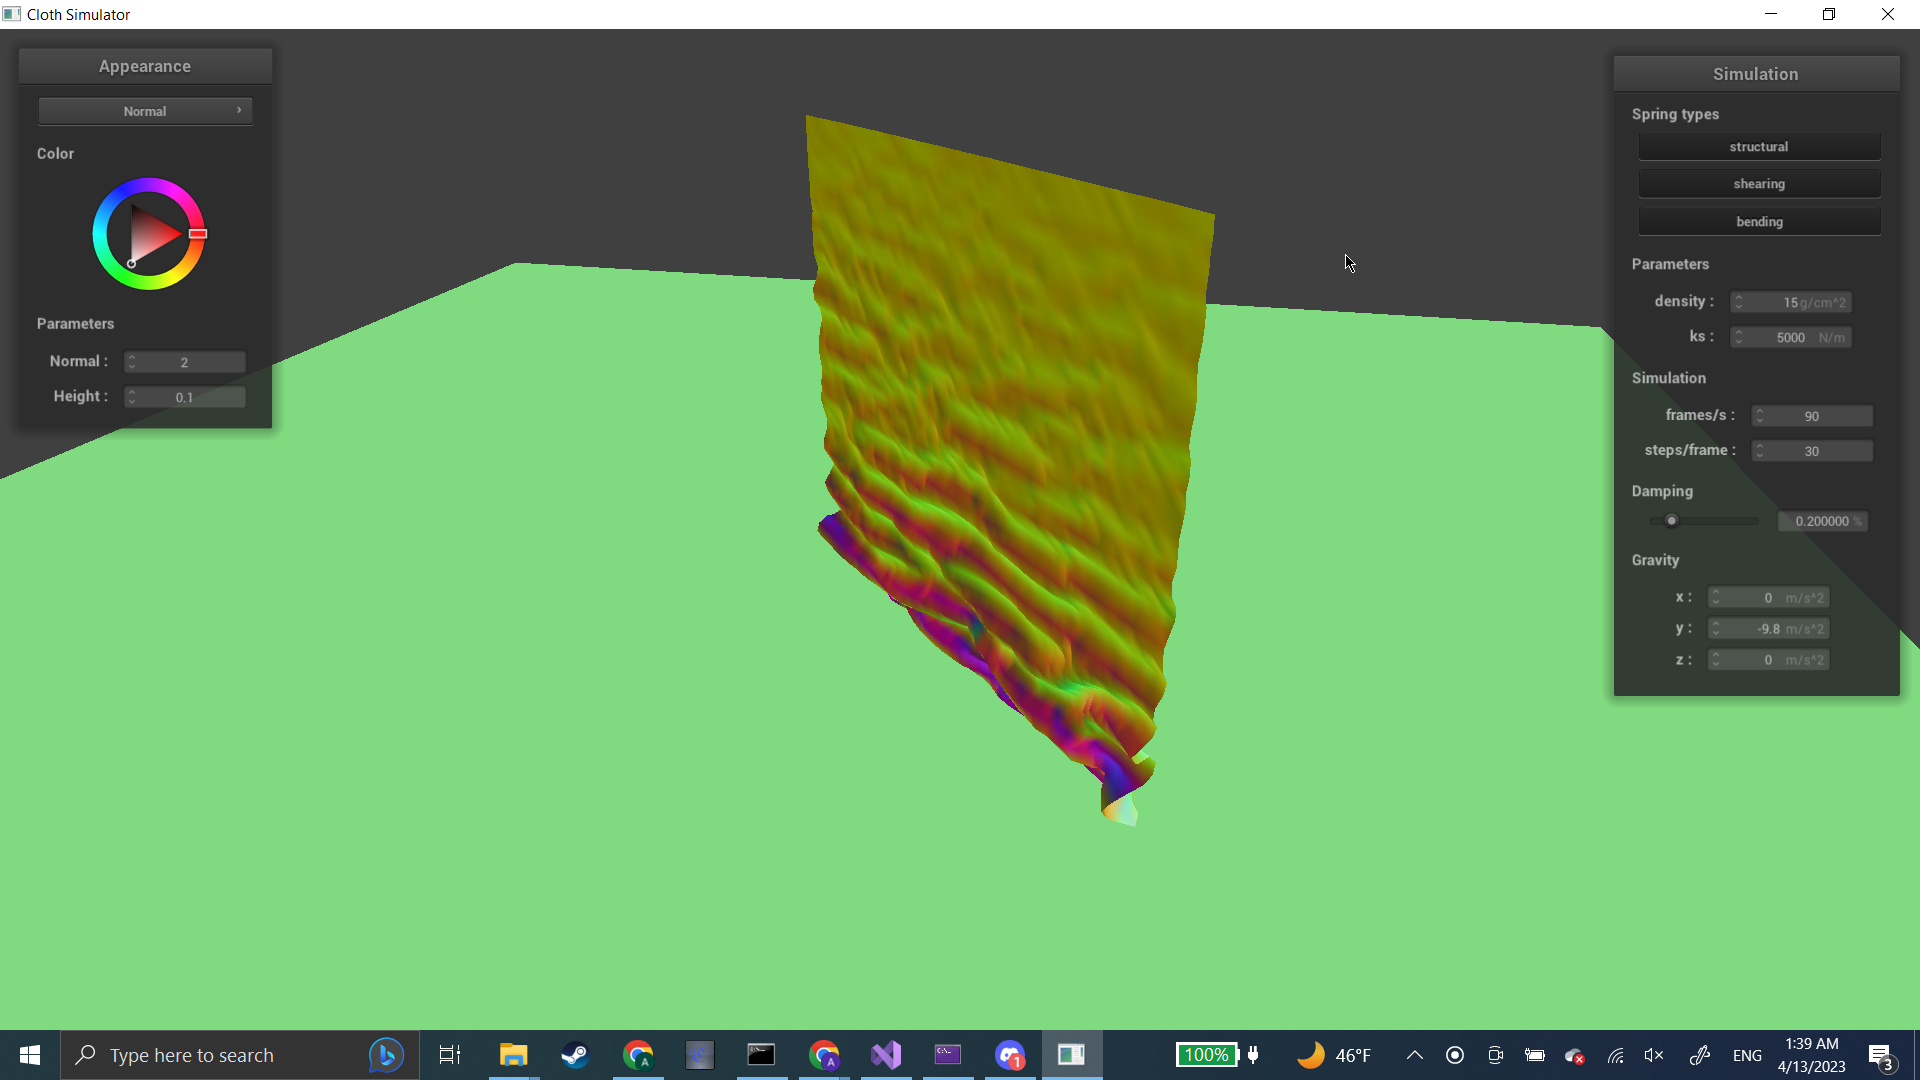 Cloth Simulator
Appearance
Normal
Color
Parameters
Normal : 2
Height : 0.1
Simulation
Spring types
structural
shearing
bending
Parameters
density : 15 g/cm^2
ks : 5000 N/m
Simulation
frames/s : 90
steps/frame : 30
Damping
0.200000 %
Gravity
x : 0 m/s^2
y : -9.8 m/s^2
z : 0 m/s^2
Type here to search
100%
46°F
ENG
1:39 AM
4/13/2023
3
A
A
1